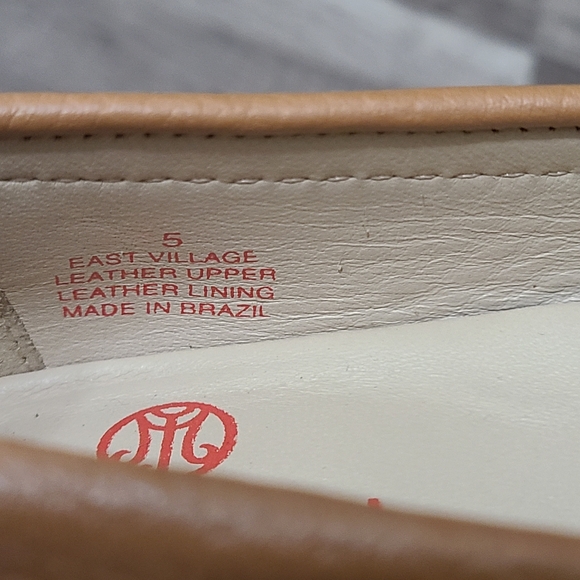 5
EAST VILLAGE
LEATHER UPPER
LEATHER LINING
MADE IN BRAZIL